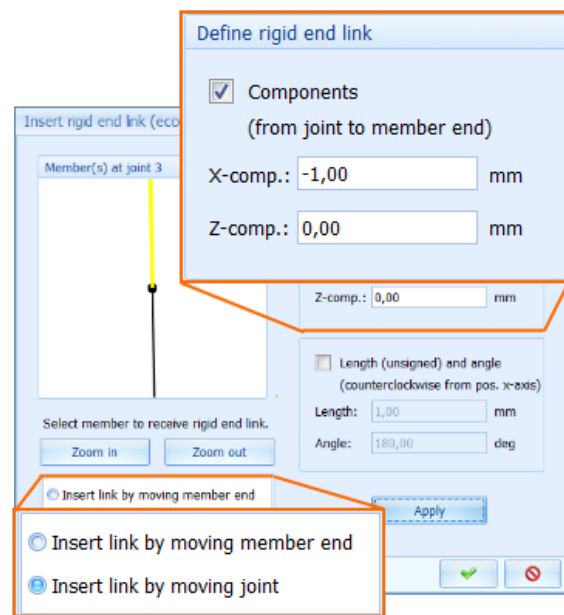 Define rigid end link
Components
(from joint to member end)
X-comp.: -1,00 mm
Z-comp.: 0,00 mm
Insert rigid end link (ecc
Member(s) at joint 3
Z-comp.: 0,00 mm
Length (unsigned) and angle
(counterclockwise from pos. x-axis)
Length: 1,00 mm
Angle: 180,00 deg
Select member to receive rigid end link.
Zoom in Zoom out
Insert link by moving member end
Apply
Insert link by moving member end
Insert link by moving joint